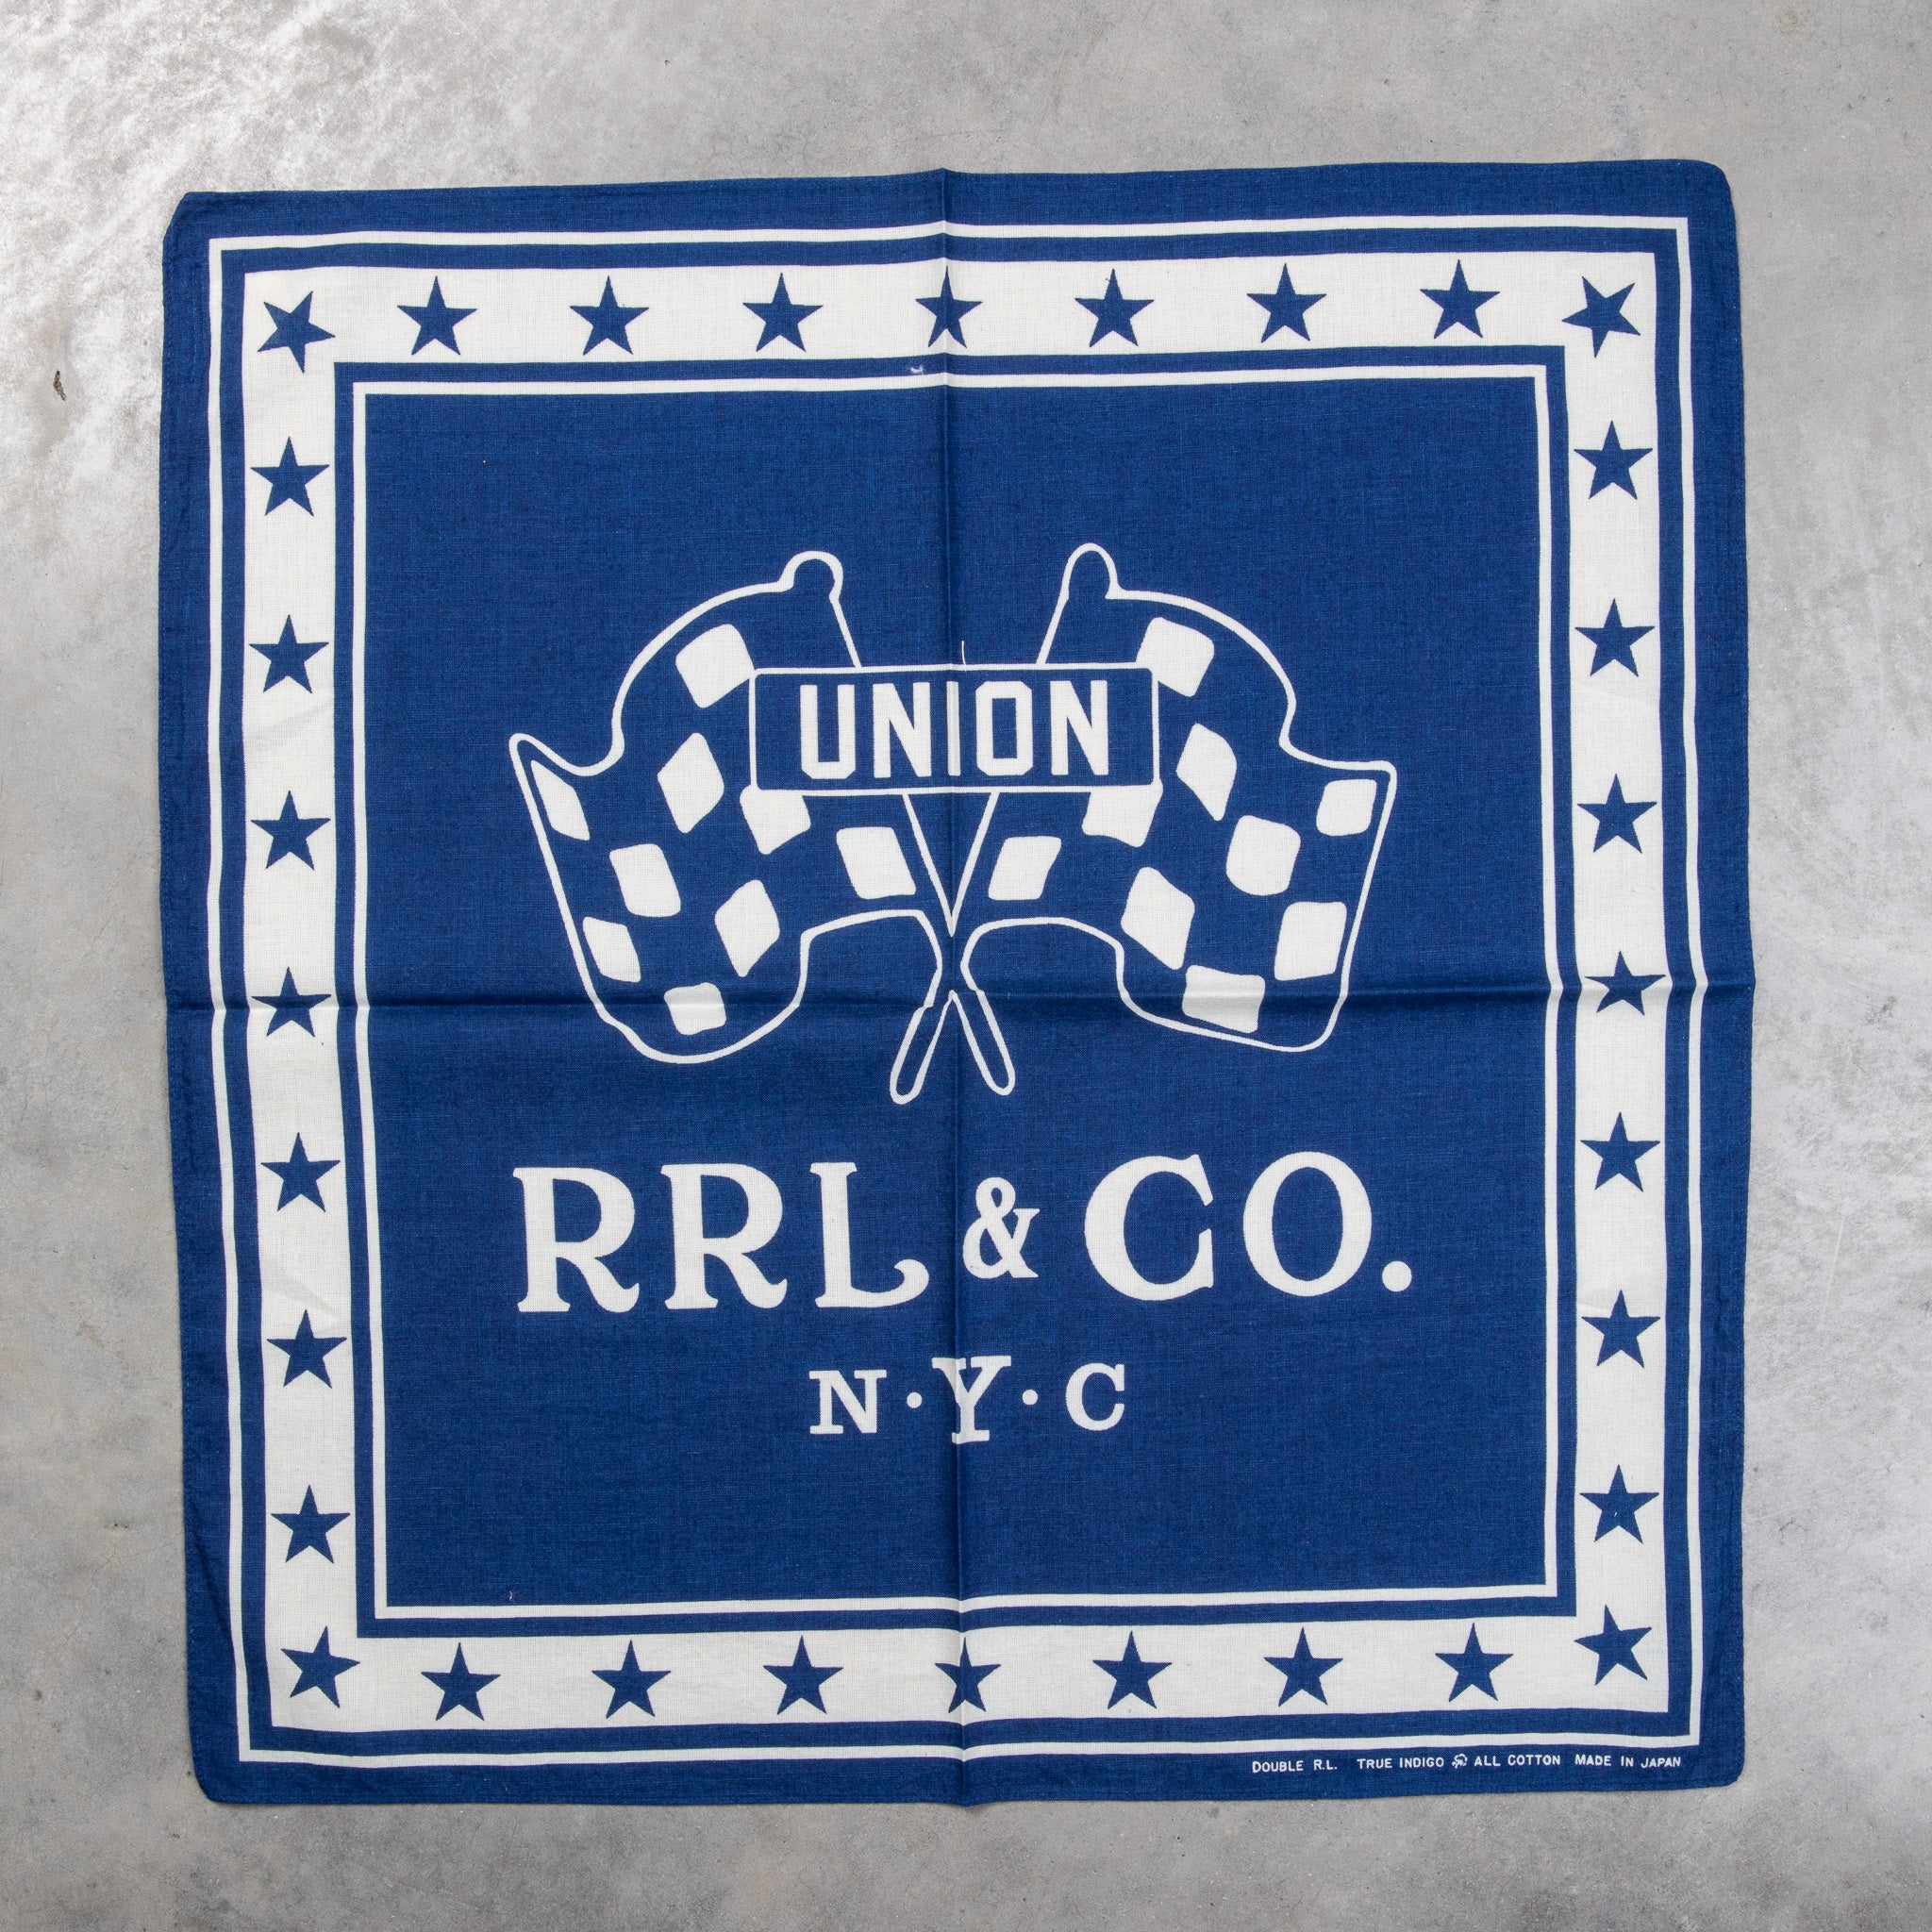 UNION
RRL & CO.
N·Y·C
DOUBLE R.L. TRUE INDIGO ALL COTTON MADE IN JAPAN